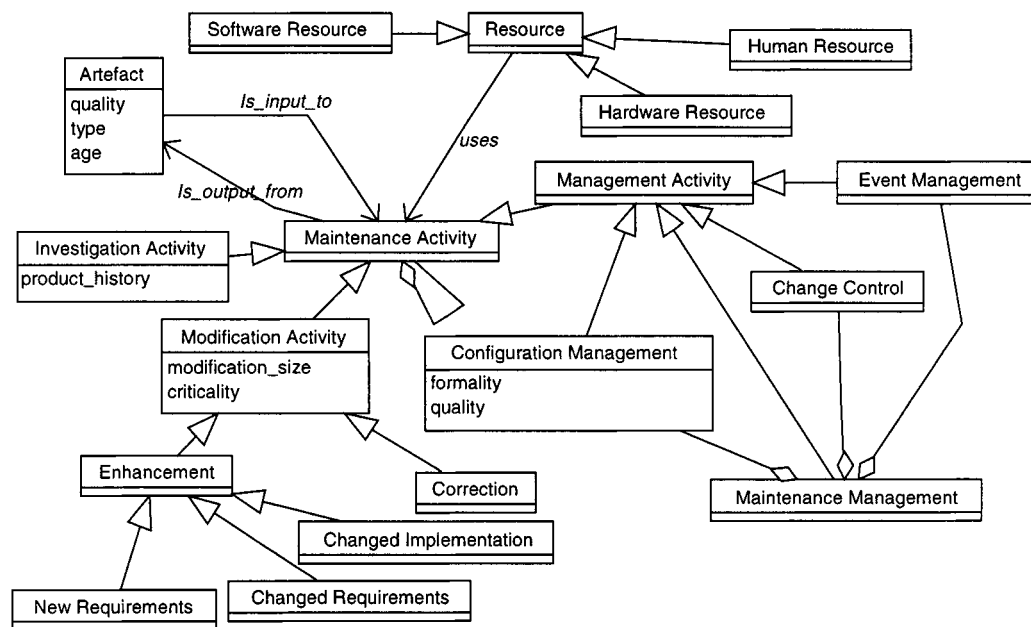 Software Resource
Resource
Human Resource
Hardware Resource
Artefact
quality
type
age
Is_input_to
uses
Is_output_from
Management Activity
Event Management
Maintenance Activity
Investigation Activity
product_history
Change Control
Modification Activity
modification_size
criticality
Configuration Management
formality
quality
Enhancement
Correction
Maintenance Management
Changed Implementation
New Requirements
Changed Requirements